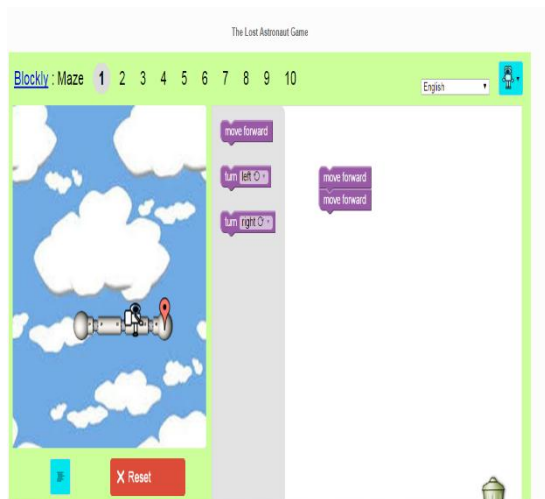 The Lost Astronaut Game
Blockly : Maze 1 2 3 4 5 6 7 8 9 10
English
move forward
turn left
turn right
move forward
move forward
Reset